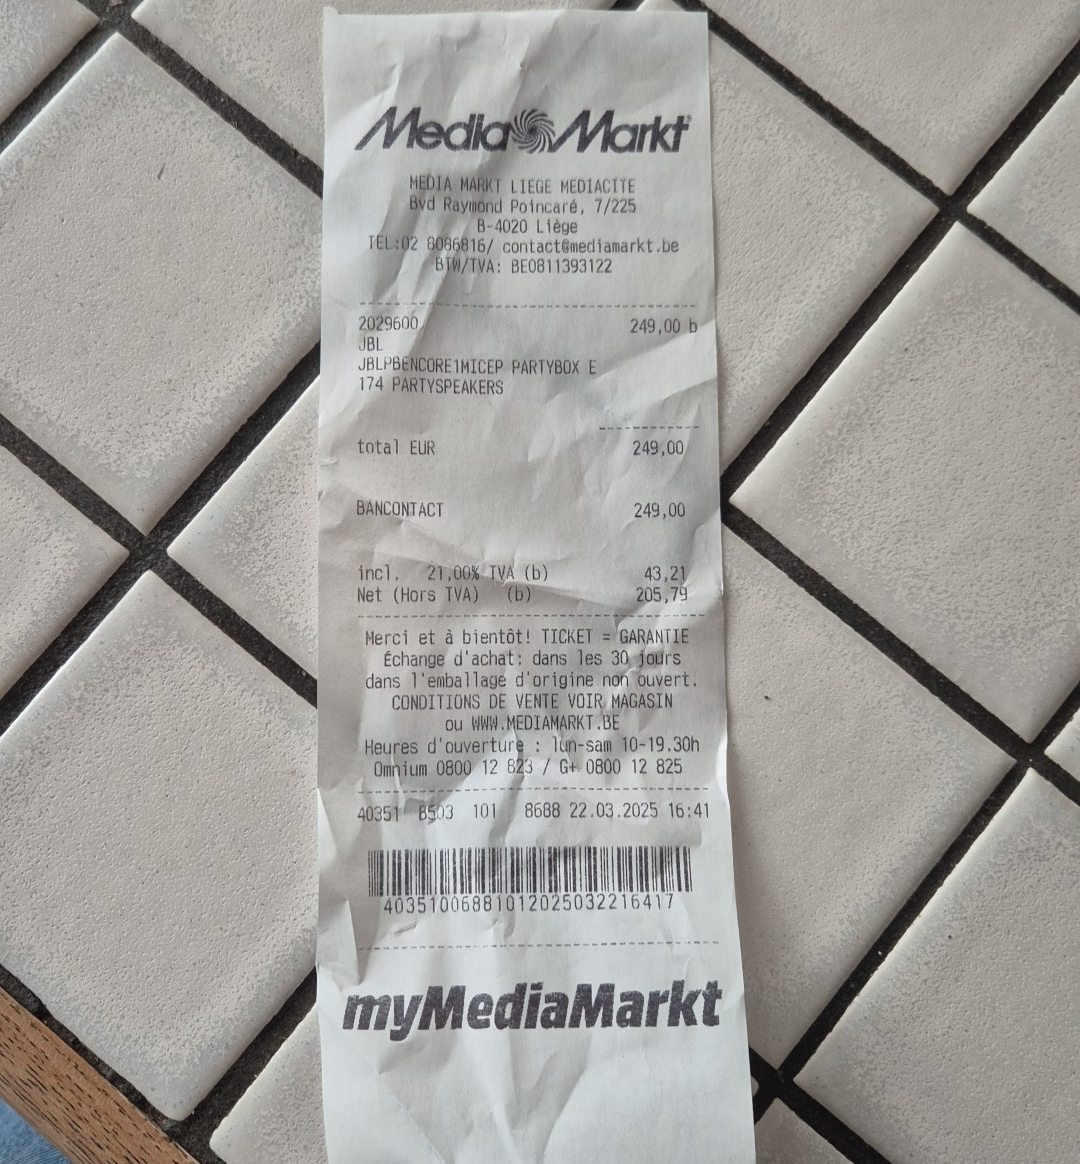 Media Markt
MEDIA MARKT LIEGE MEDIACITE
Bvd Raymond Poincaré, 7/225
B-4020 Liège
TEL:02 8086816/ contact@mediamarkt.be
BTW/TVA: BE0811393122
2029600 249,00 b
JBL
JBLPBENCORE1MICEP PARTYBOX E
174 PARTYSPEAKERS
total EUR 249,00
BANCONTACT 249,00
incl. 21,00% TVA (b) 43,21
Net (Hors TVA) (b) 205,79
Merci et à bientôt! TICKET = GARANTIE
Échange d'achat: dans les 30 jours
dans l'emballage d'origine non ouvert.
CONDITIONS DE VENTE VOIR MAGASIN
ou WWW.MEDIAMARKT.BE
Heures d'ouverture : lun-sam 10-19.30h
Omnium 0800 12 823 / G+ 0800 12 825
40351 B503 101 8688 22.03.2025 16:41
40351006881012025032216417
myMediaMarkt